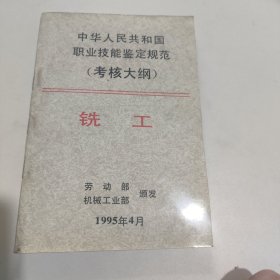 中华人民共和国
职业技能鉴定规范
(考核大纲)
铣 工
劳动部
机械工业部 颁发
1995年4月